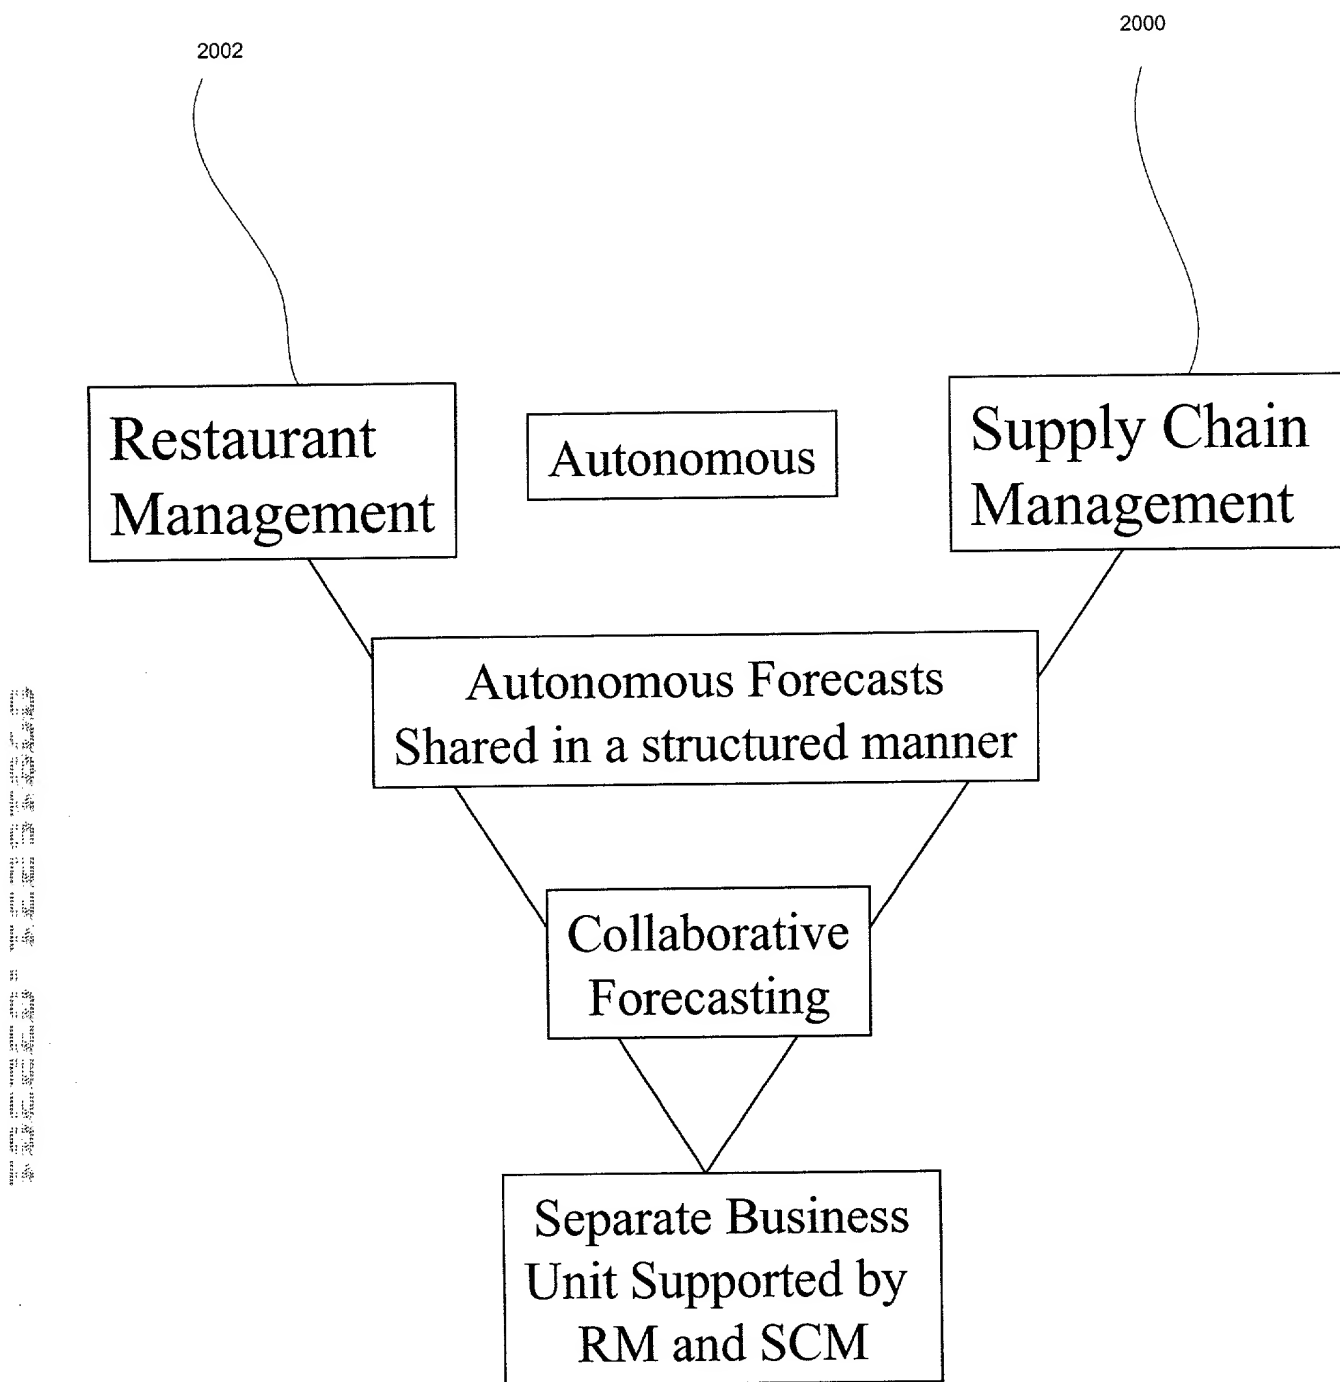 2002
2000
Restaurant
Management
Autonomous
Supply Chain
Management
Autonomous Forecasts
Shared in a structured manner
Collaborative
Forecasting
Separate Business
Unit Supported by
RM and SCM